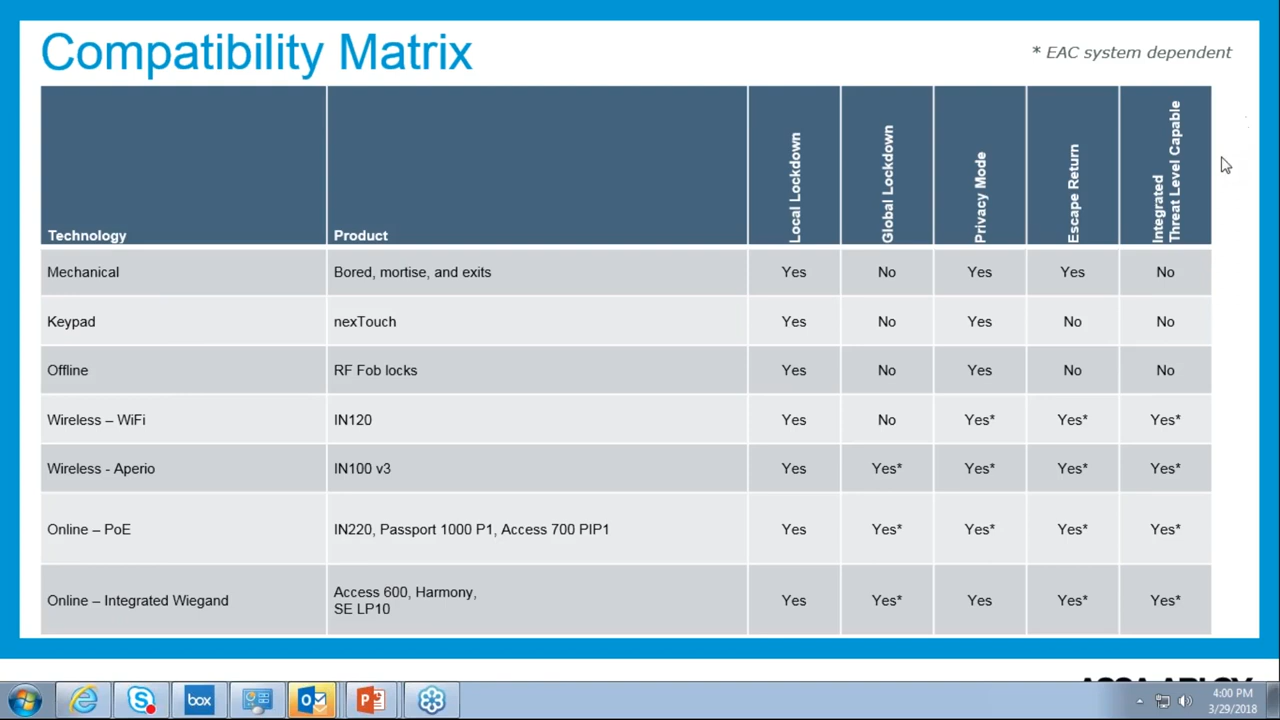 Compatibility Matrix
* EAC system dependent
Technology
Product
Local Lockdown
Global Lockdown
Privacy Mode
Escape Return
Integrated
Threat Level Capable
Mechanical Bored, mortise, and exits Yes No Yes Yes No
Keypad nexTouch Yes No Yes No No
Offline RF Fob locks Yes No Yes No No
Wireless – WiFi IN120 Yes No Yes* Yes* Yes*
Wireless - Aperio IN100 v3 Yes Yes* Yes* Yes* Yes*
Online – PoE IN220, Passport 1000 P1, Access 700 PIP1 Yes Yes* Yes* Yes* Yes*
Online – Integrated Wiegand Access 600, Harmony,
SE LP10 Yes Yes* Yes Yes* Yes*
box
4:00 PM
3/29/2018